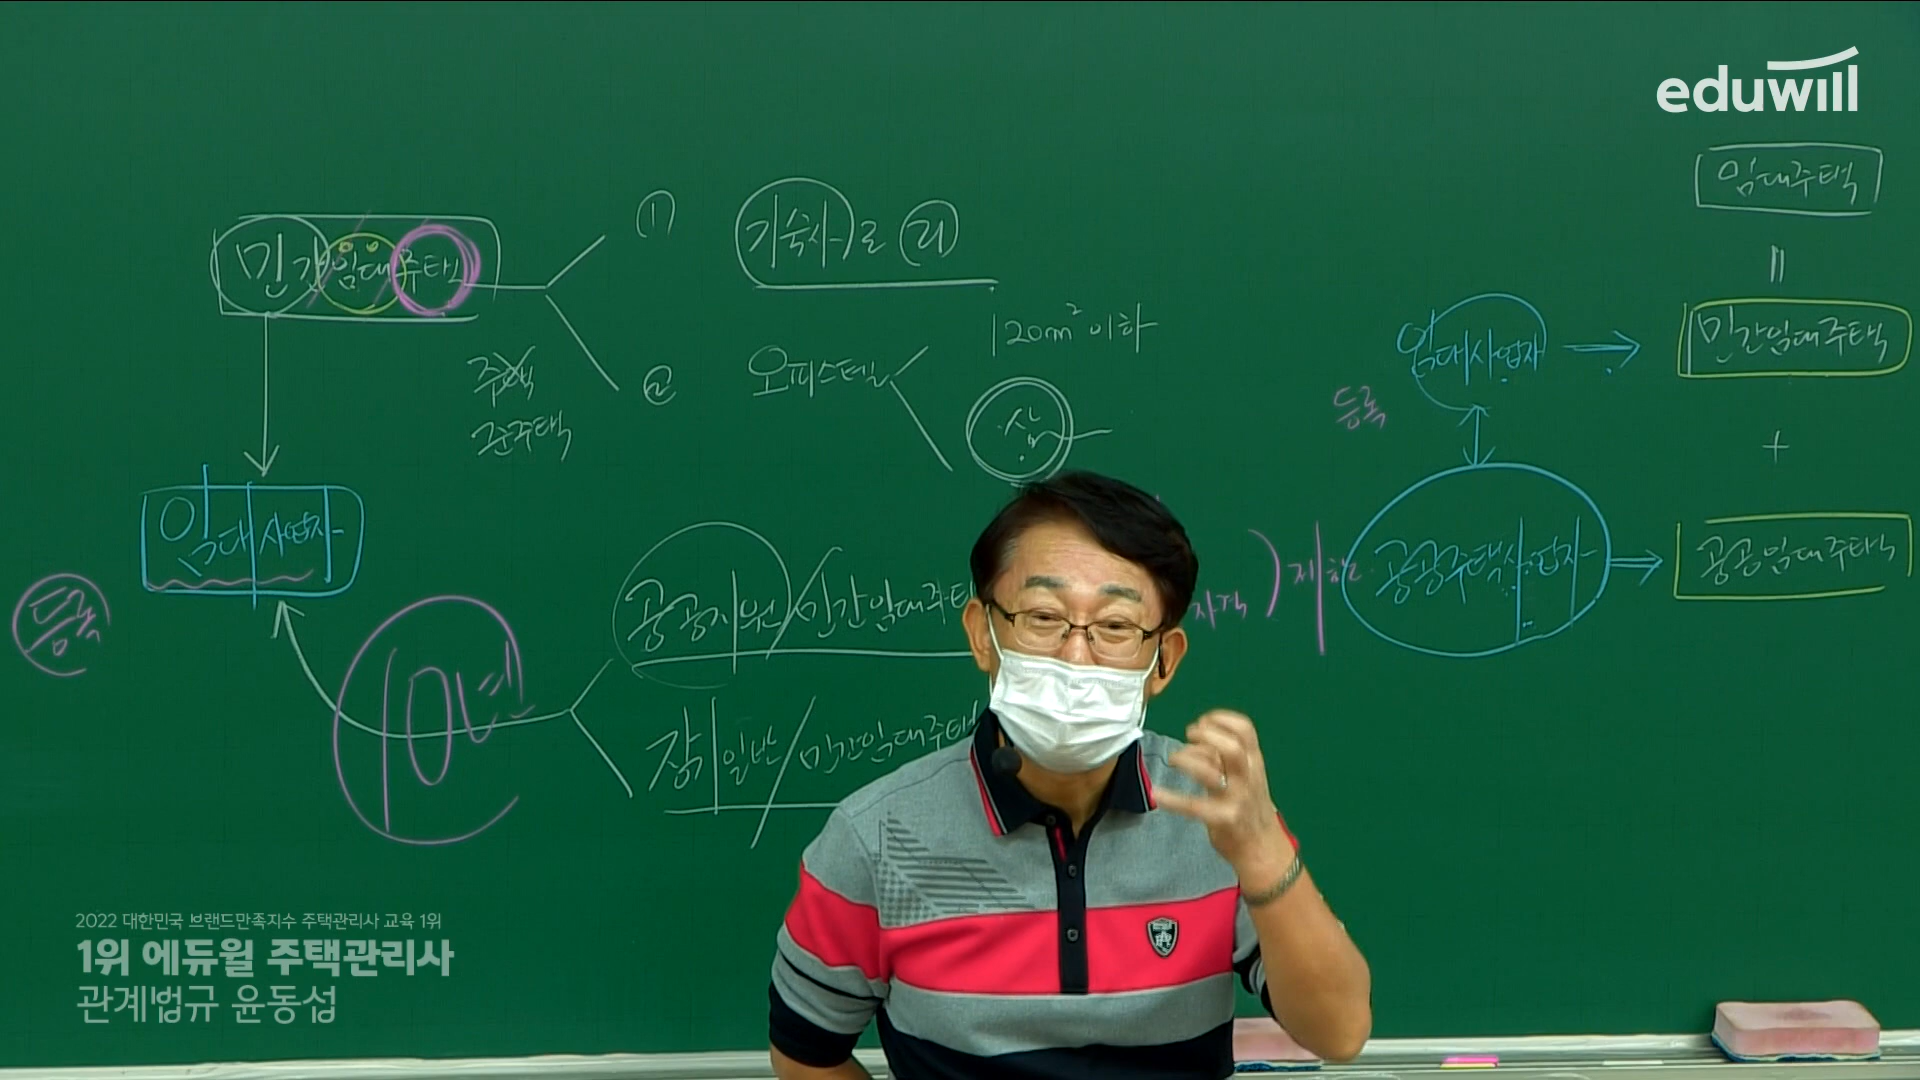 eduwill
임대주택
=
민간임대주택
+
공공임대주택
임대사업자
등록
공공주택사업자
민간임대주택
① 기숙사로 (리)
② 오피스텔
120m² 이하
주택
준주택
임대사업자
등록
10년
공공지원/민간임대주택
장기일반/민간임대주택
자격)
2022 대한민국 브랜드만족지수 주택관리사 교육 1위
1위 에듀윌 주택관리사
관계법규 윤동섭